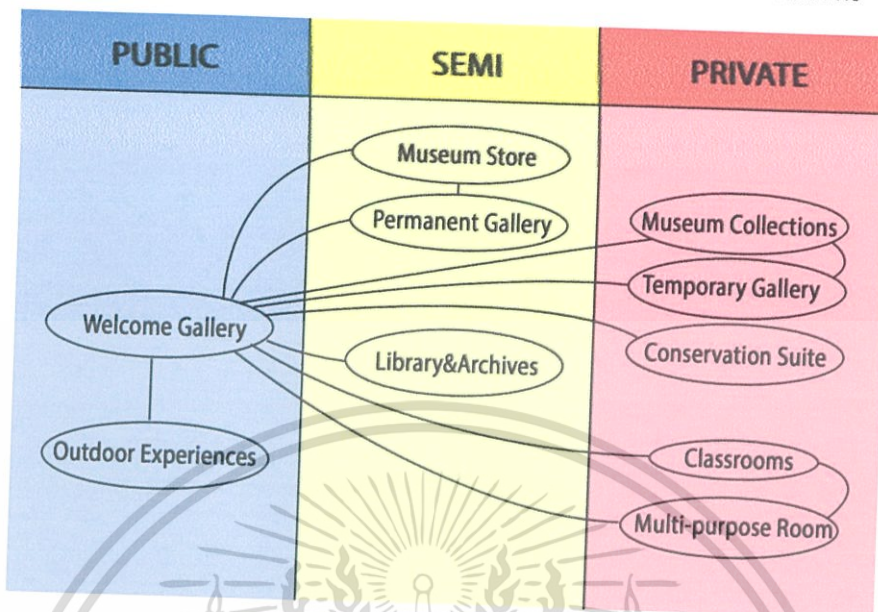 PUBLIC
SEMI
PRIVATE
Museum Store
Permanent Gallery
Museum Collections
Temporary Gallery
Welcome Gallery
Library&Archives
Conservation Suite
Outdoor Experiences
Classrooms
Multi-purpose Room